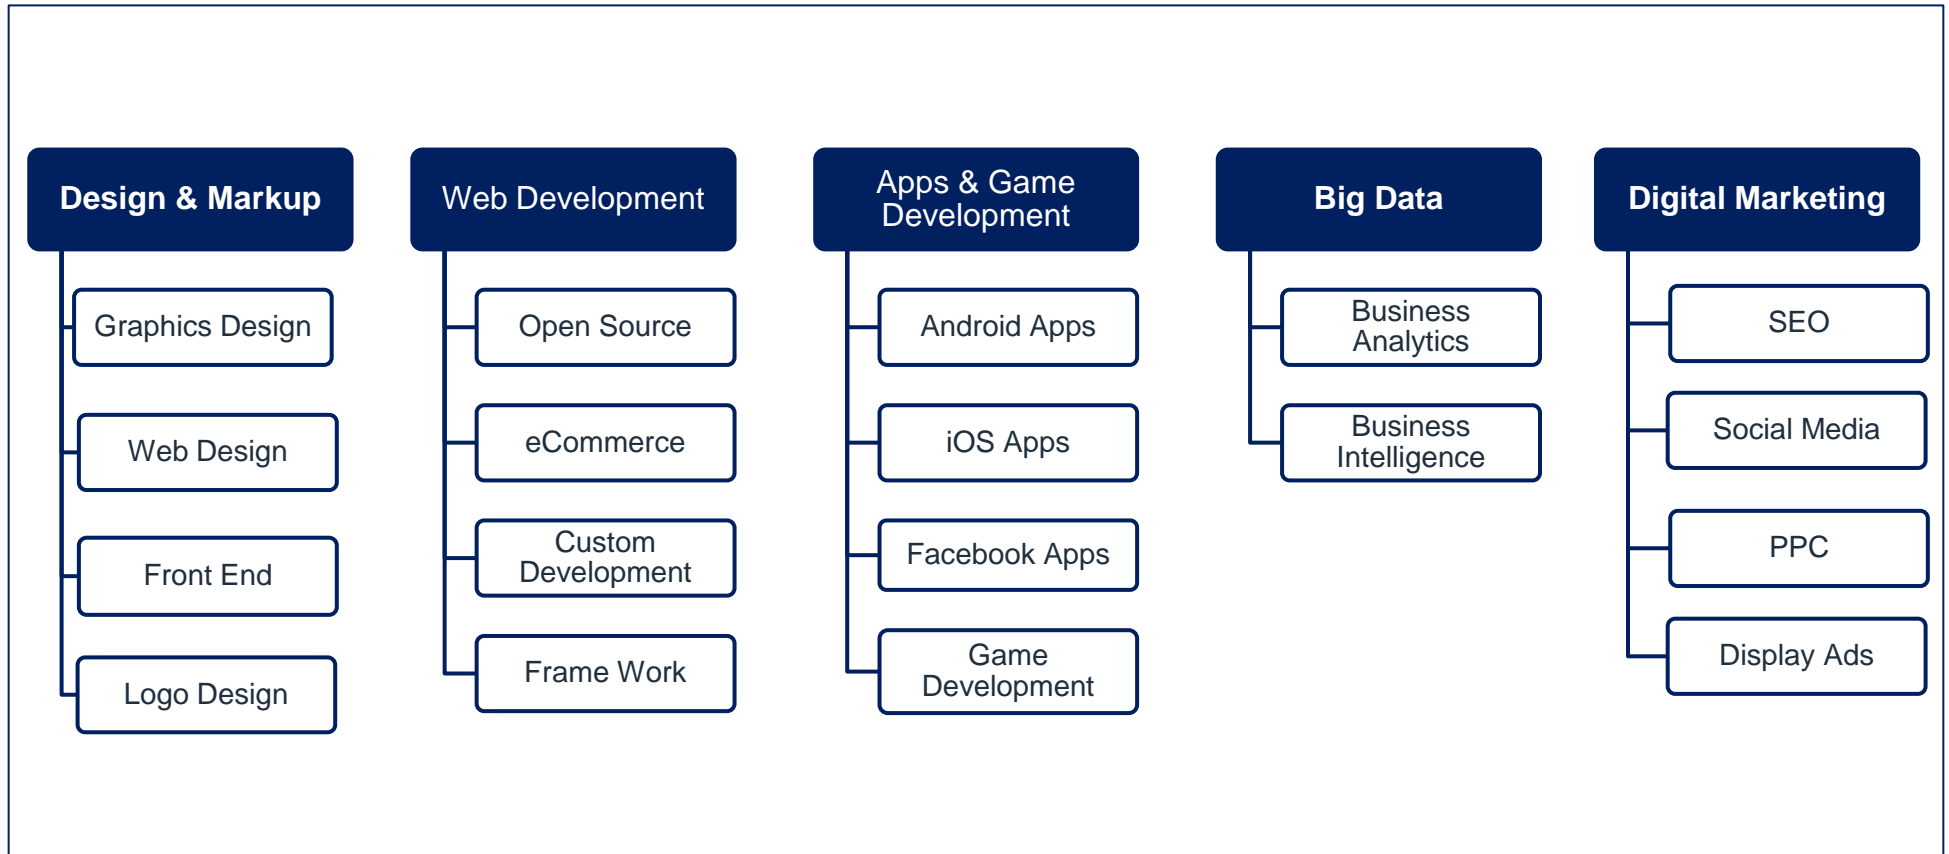 Design & Markup
Graphics Design
Web Design
Front End
Logo Design
Web Development
Open Source
eCommerce
Custom
Development
Frame Work
Apps & Game
Development
Android Apps
iOS Apps
Facebook Apps
Game
Development
Big Data
Business
Analytics
Business
Intelligence
Digital Marketing
SEO
Social Media
PPC
Display Ads